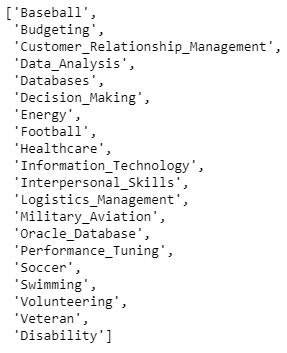 ['Baseball',
'Budgeting',
'Customer_Relationship_Management',
'Data_Analysis',
'Databases',
'Decision_Making',
'Energy',
'Football',
'Healthcare',
'Information_Technology',
'Interpersonal_Skills',
'Logistics_Management',
'Military_Aviation',
'Oracle_Database',
'Performance_Tuning',
'Soccer',
'Swimming',
'Volunteering',
'Veteran',
'Disability']